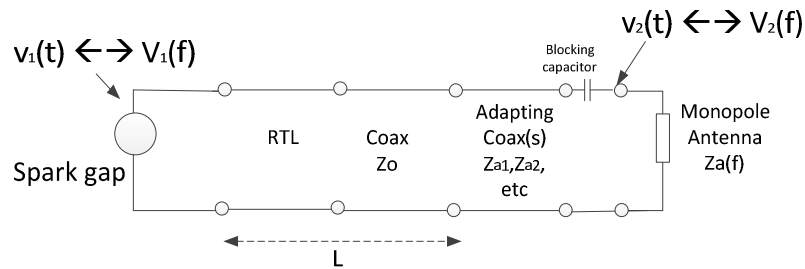 v₁(t) ←→ V₁(f)
v₂(t) ←→ V₂(f)
Blocking
capacitor
Spark gap
RTL
Coax
Zo
Adapting
Coax(s)
Za1,Za2,
etc
Monopole
Antenna
Za(f)
L